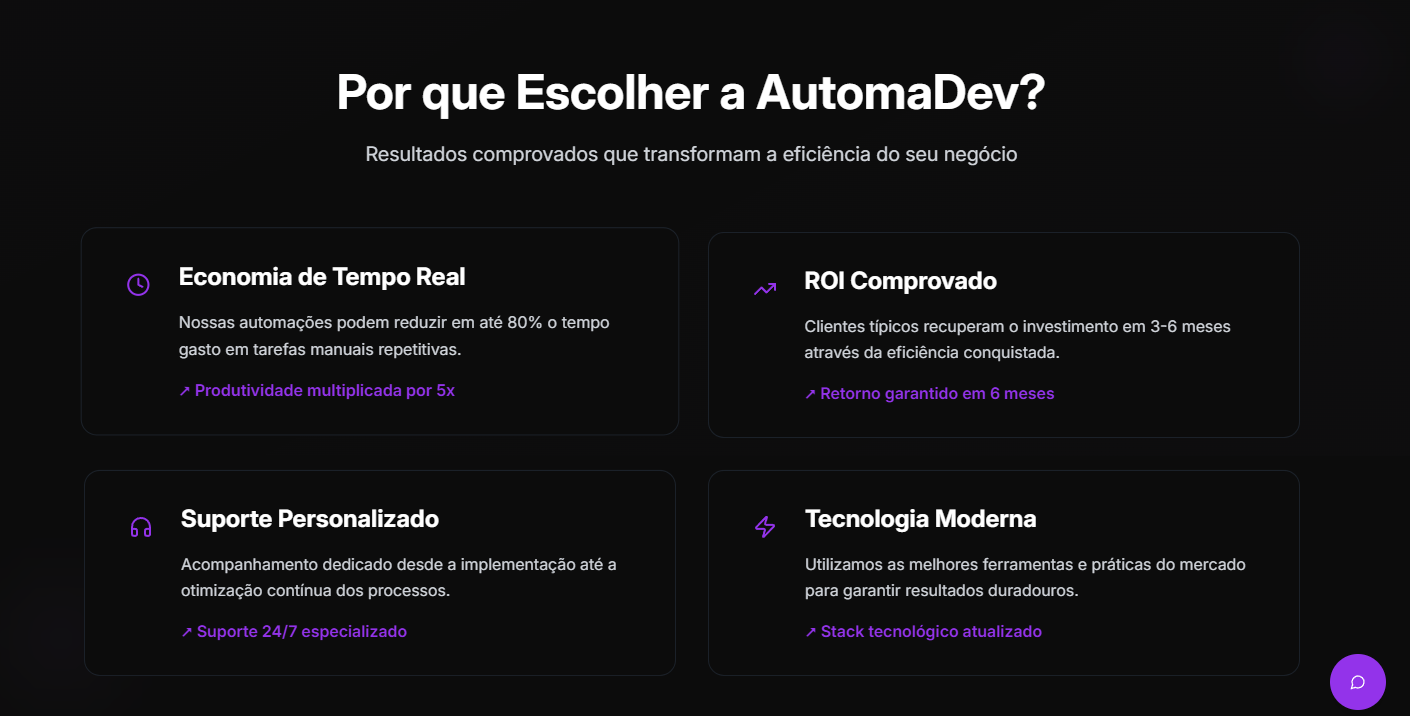 Por que Escolher a AutomaDev?
Resultados comprovados que transformam a eficiência do seu negócio
Economia de Tempo Real
Nossas automações podem reduzir em até 80% o tempo
gasto em tarefas manuais repetitivas.
↗ Produtividade multiplicada por 5x
ROI Comprovado
Clientes típicos recuperam o investimento em 3-6 meses
através da eficiência conquistada.
↗ Retorno garantido em 6 meses
Suporte Personalizado
Acompanhamento dedicado desde a implementação até a
otimização contínua dos processos.
↗ Suporte 24/7 especializado
Tecnologia Moderna
Utilizamos as melhores ferramentas e práticas do mercado
para garantir resultados duradouros.
↗ Stack tecnológico atualizado